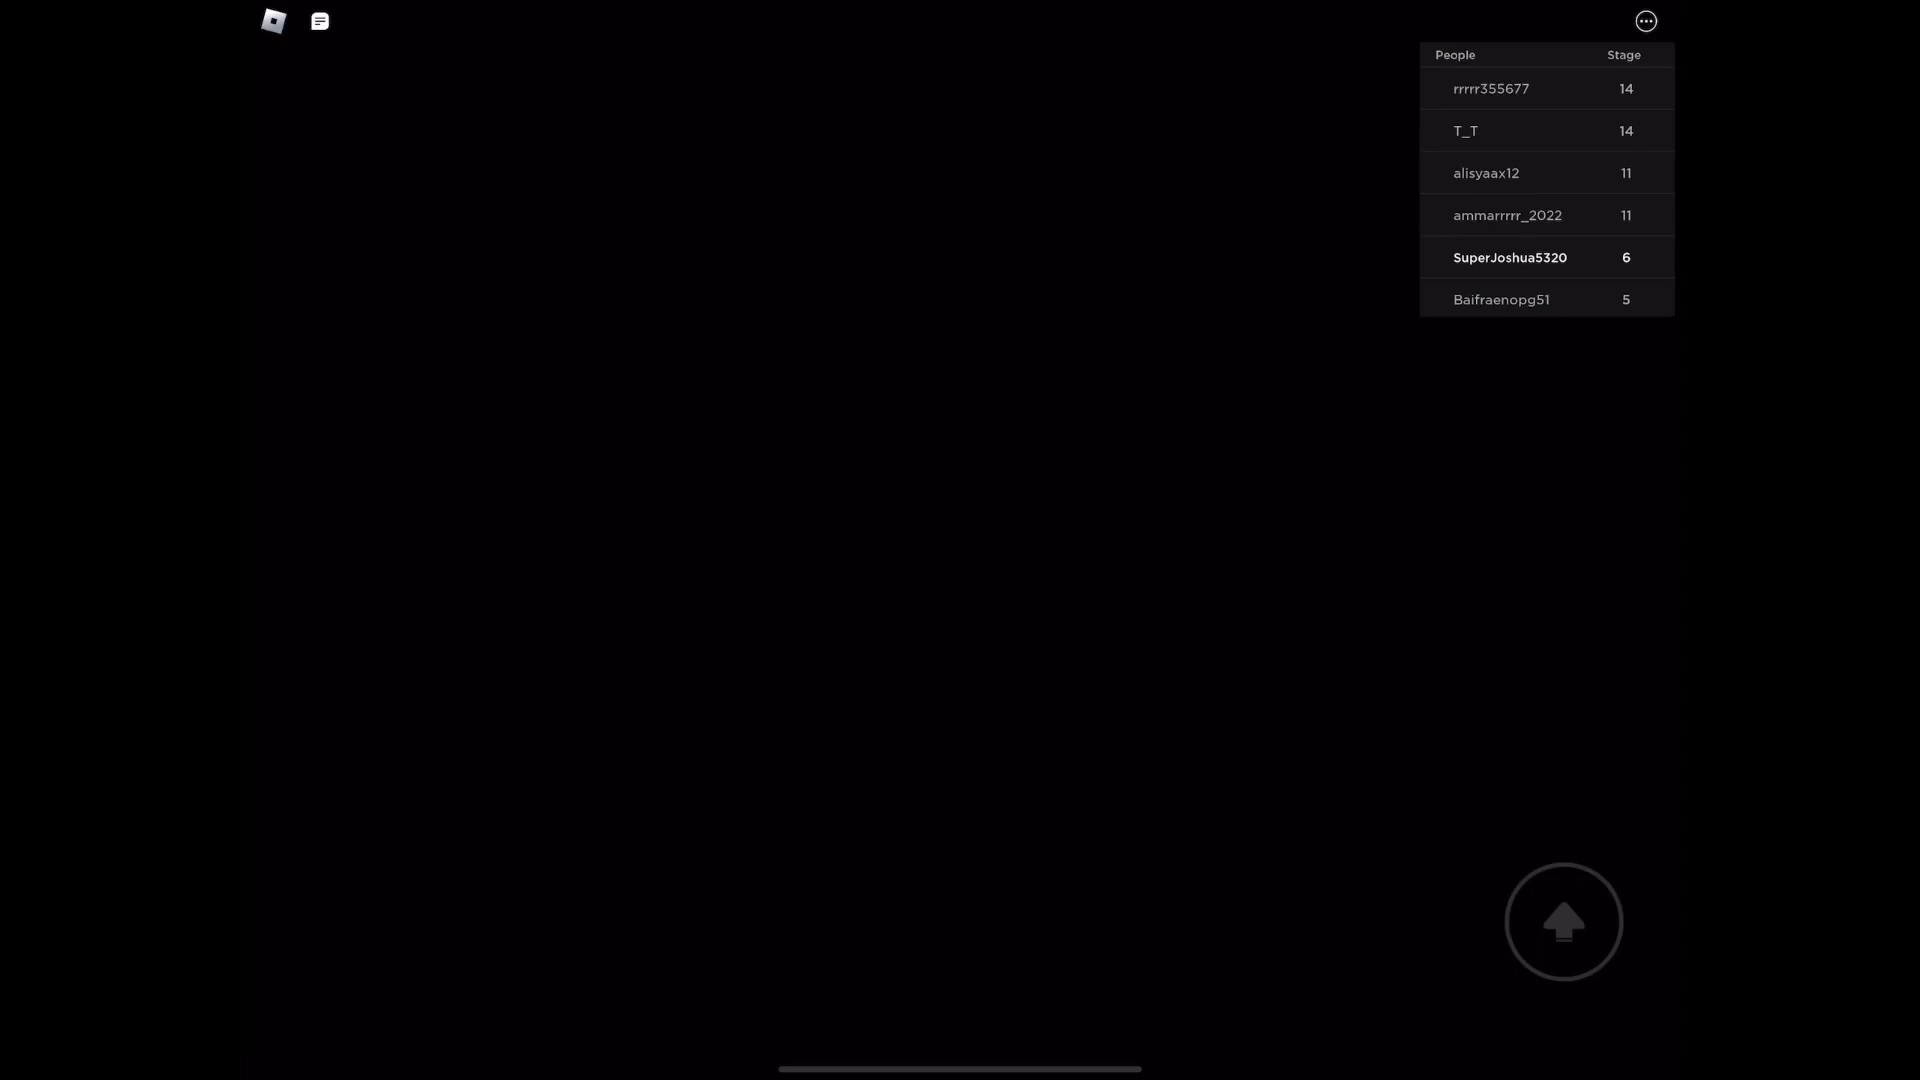 People Stage
rrrrr355677 14
T_T 14
alisyaax12 11
ammarrrrr_2022 11
SuperJoshua5320 6
Baifraenopg51 5